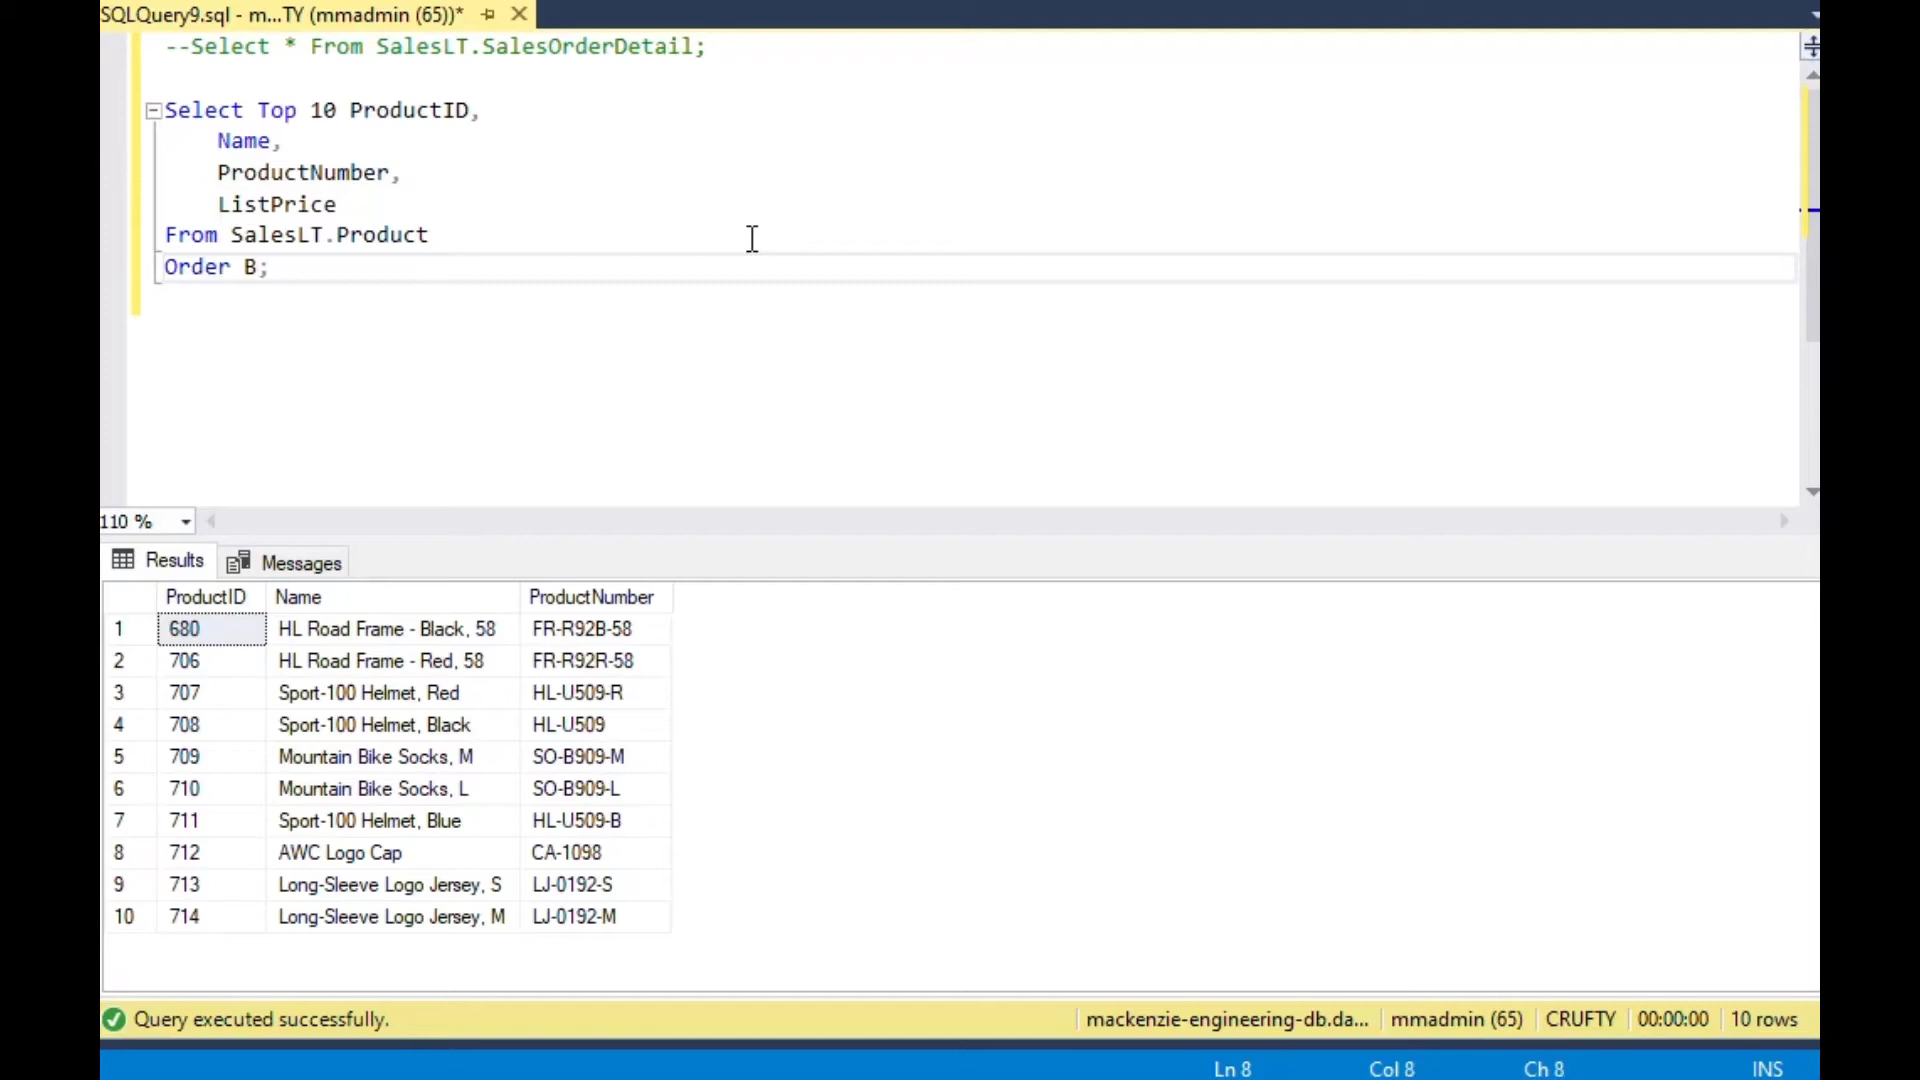 SQLQuery9.sql - m...TY (mmadmin (65))*
--Select * From SalesLT.SalesOrderDetail;
Select Top 10 ProductID,
Name,
ProductNumber,
ListPrice
From SalesLT.Product
Order B;
110 %
Results Messages
ProductID Name ProductNumber
1 680 HL Road Frame - Black, 58 FR-R92B-58
2 706 HL Road Frame - Red, 58 FR-R92R-58
3 707 Sport-100 Helmet, Red HL-U509-R
4 708 Sport-100 Helmet, Black HL-U509
5 709 Mountain Bike Socks, M SO-B909-M
6 710 Mountain Bike Socks, L SO-B909-L
7 711 Sport-100 Helmet, Blue HL-U509-B
8 712 AWC Logo Cap CA-1098
9 713 Long-Sleeve Logo Jersey, S LJ-0192-S
10 714 Long-Sleeve Logo Jersey, M LJ-0192-M
Query executed successfully. mackenzie-engineering-db.da... mmadmin (65) CRUFTY 00:00:00 10 rows
Ln 8 Col 8 Ch 8 INS